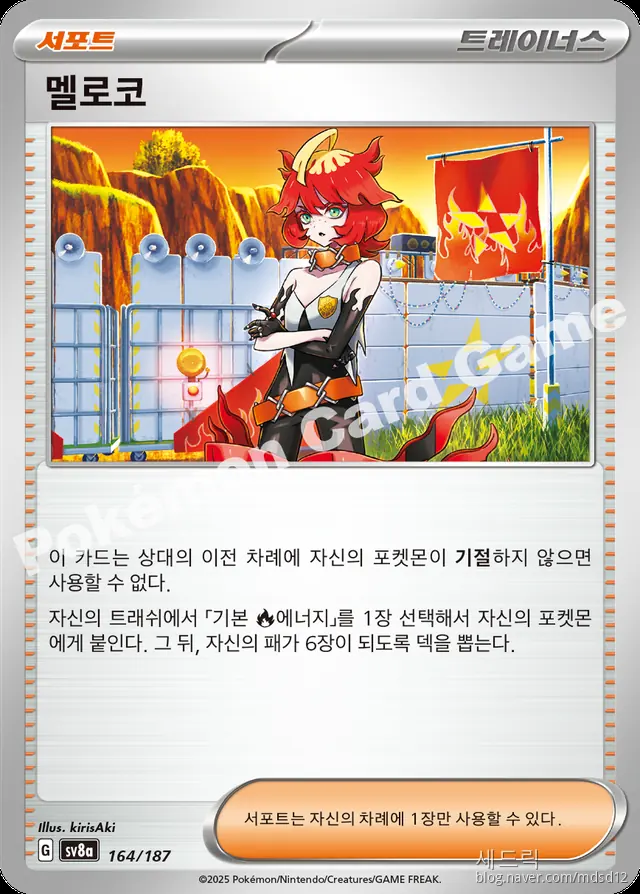 서포트
트레이너스
멜로코
Pokémon Card Game
이 카드는 상대의 이전 차례에 자신의 포켓몬이 기절하지 않으면
사용할 수 없다.
자신의 트래쉬에서 「기본 에너지」를 1장 선택해서 자신의 포켓몬
에게 붙인다. 그 뒤, 자신의 패가 6장이 되도록 덱을 뽑는다.
서포트는 자신의 차례에 1장만 사용할 수 있다.
Illus. kirisAki
G sv8a 164/187
©2025 Pokémon/Nintendo/Creatures/GAME FREAK.
세드릭
blog.naver.com/mdsd12